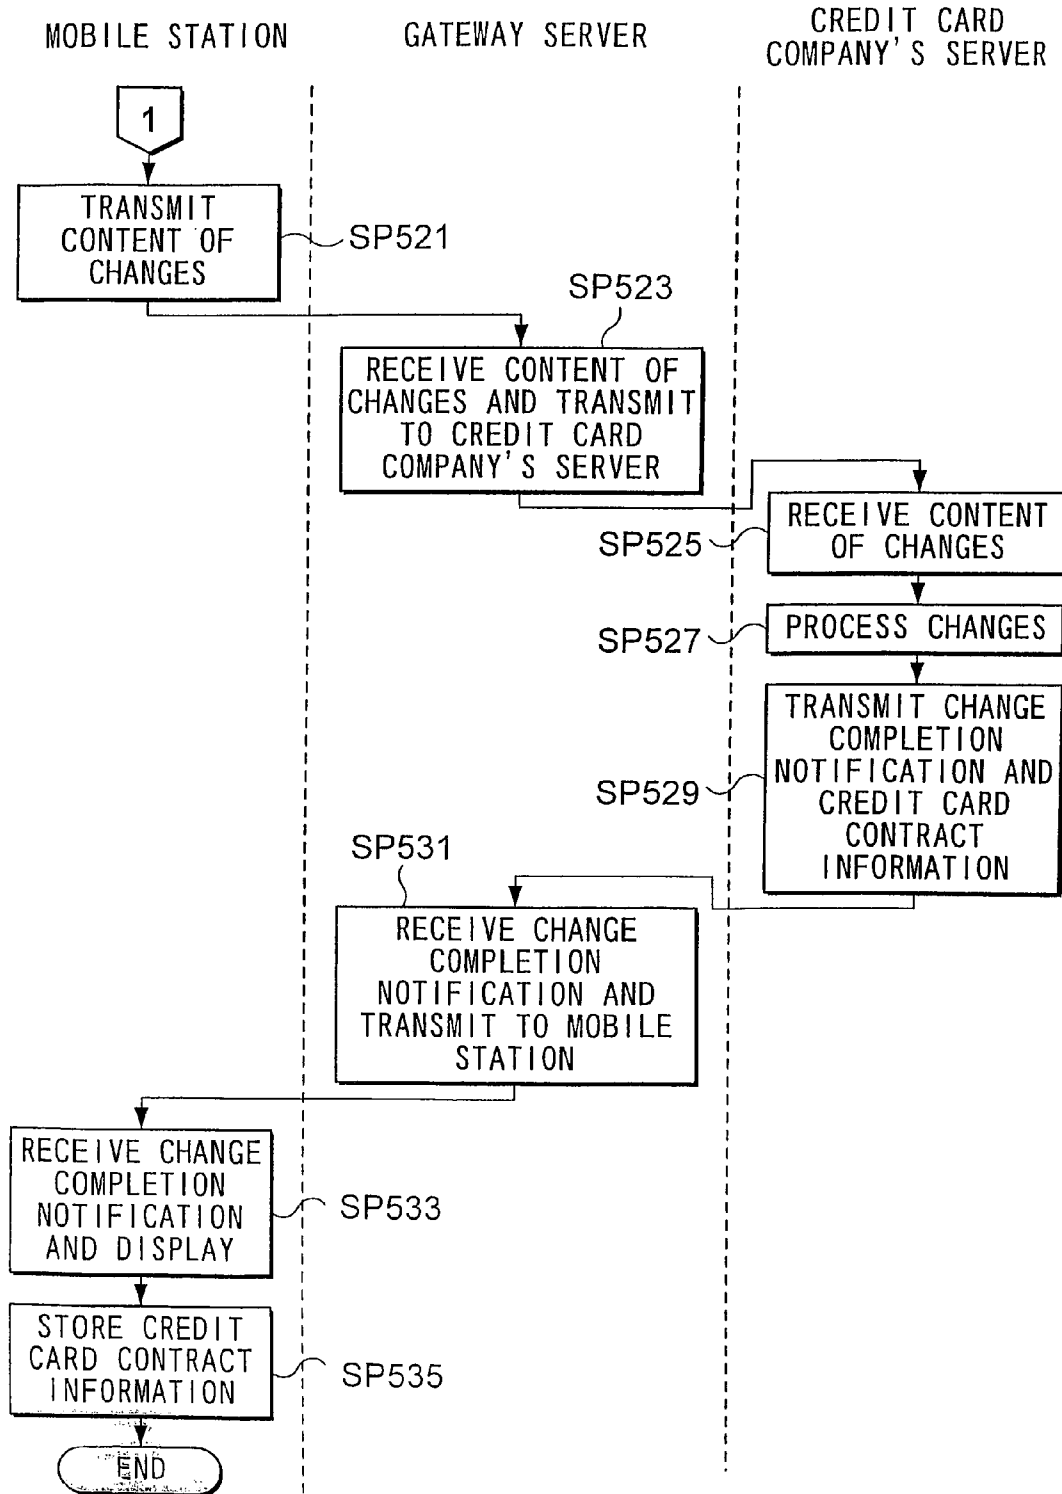 MOBILE STATION
GATEWAY SERVER
CREDIT CARD
COMPANY'S SERVER
1
TRANSMIT
CONTENT OF
CHANGES
SP521
SP523
RECEIVE CONTENT OF
CHANGES AND TRANSMIT
TO CREDIT CARD
COMPANY'S SERVER
RECEIVE CONTENT
OF CHANGES
SP525
PROCESS CHANGES
SP527
TRANSMIT CHANGE
COMPLETION
NOTIFICATION AND
CREDIT CARD
CONTRACT
INFORMATION
SP529
SP531
RECEIVE CHANGE
COMPLETION
NOTIFICATION AND
TRANSMIT TO MOBILE
STATION
RECEIVE CHANGE
COMPLETION
NOTIFICATION
AND DISPLAY
SP533
STORE CREDIT
CARD CONTRACT
INFORMATION
SP535
END